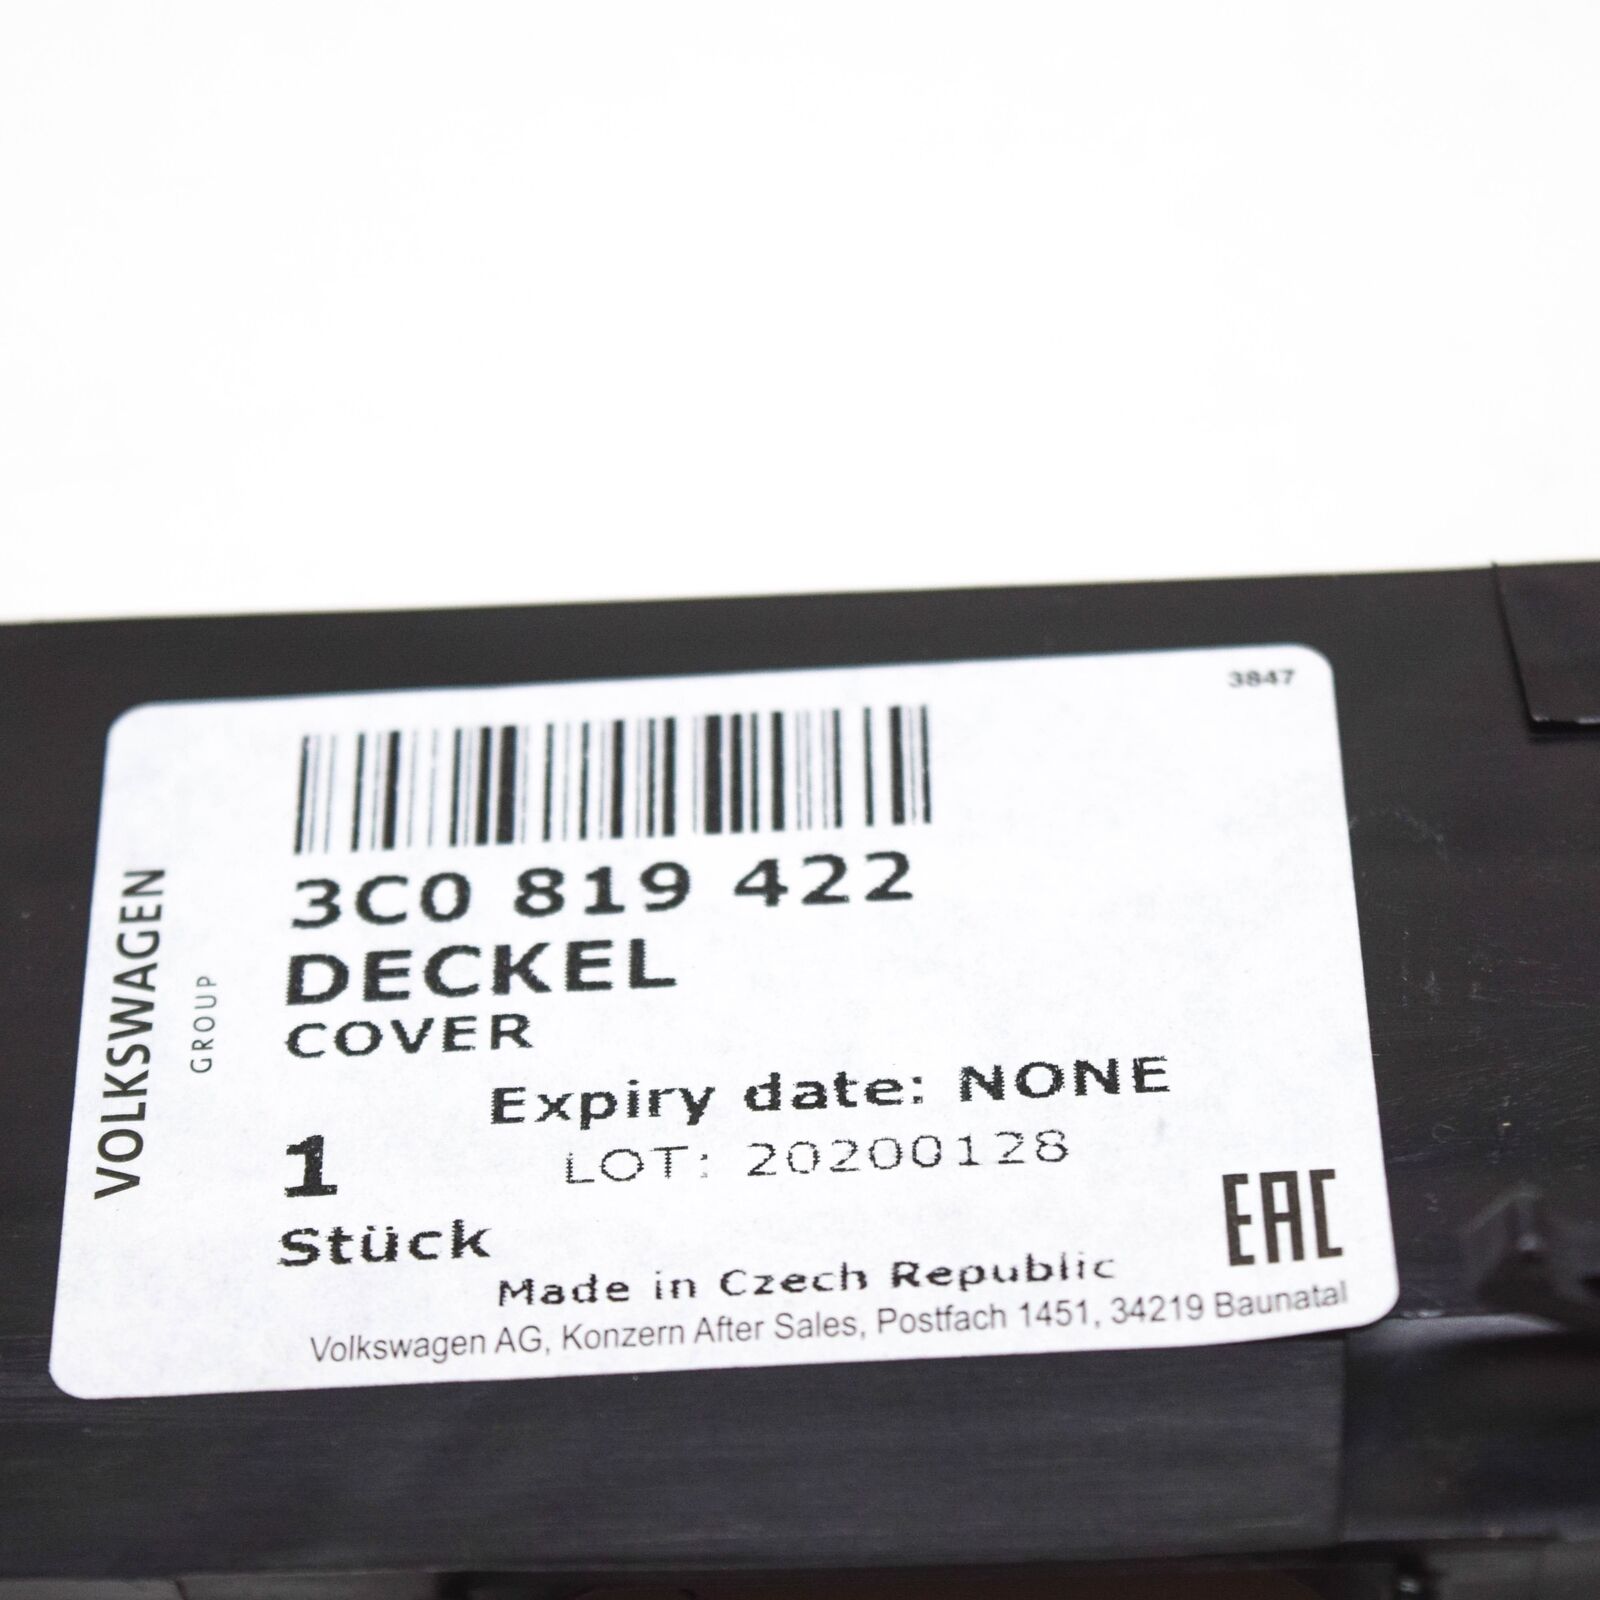 3847
VOLKSWAGEN
GROUP
3C0 819 422
DECKEL
COVER
Expiry date: NONE
1
LOT: 20200128
Stück
EAC
Made in Czech Republic
Volkswagen AG, Konzern After Sales, Postfach 1451, 34219 Baunatal